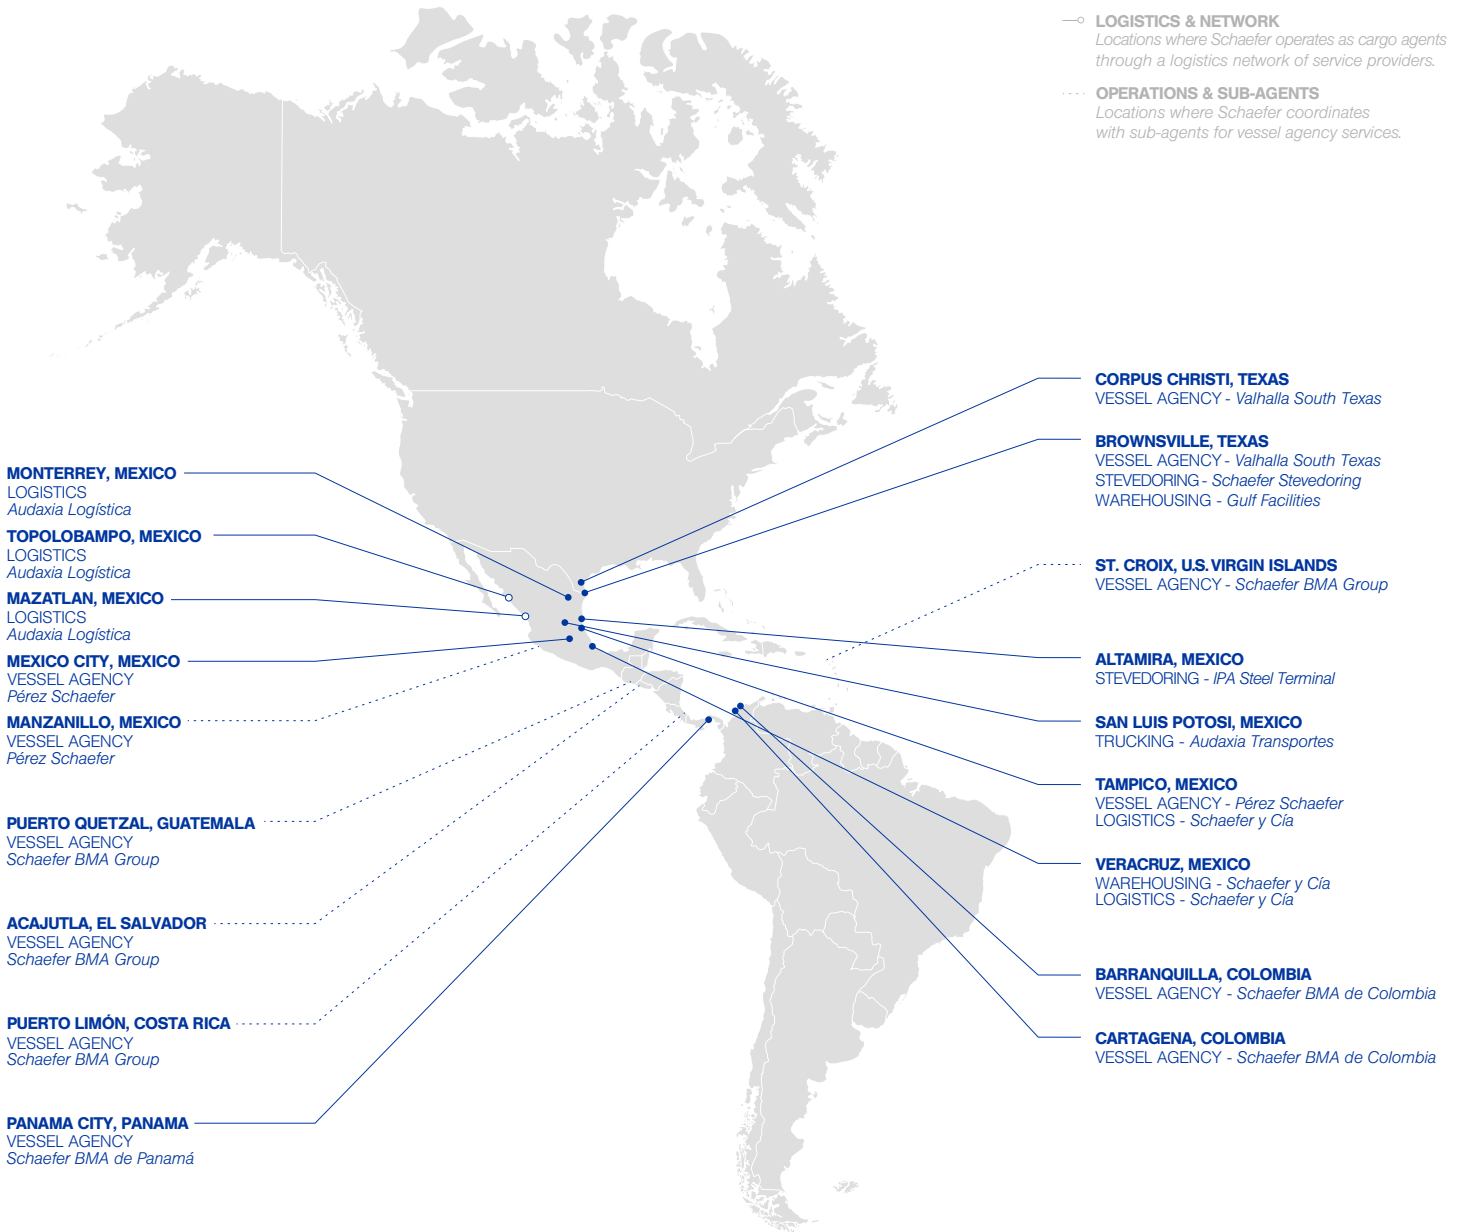 LOGISTICS & NETWORK
Locations where Schaefer operates as cargo agents
through a logistics network of service providers.
OPERATIONS & SUB-AGENTS
Locations where Schaefer coordinates
with sub-agents for vessel agency services.
MONTERREY, MEXICO
LOGISTICS
Audaxia Logística
TOPOLOBAMPO, MEXICO
LOGISTICS
Audaxia Logística
MAZATLAN, MEXICO
LOGISTICS
Audaxia Logística
MEXICO CITY, MEXICO
VESSEL AGENCY
Pérez Schaefer
MANZANILLO, MEXICO
VESSEL AGENCY
Pérez Schaefer
PUERTO QUETZAL, GUATEMALA
VESSEL AGENCY
Schaefer BMA Group
ACAJUTLA, EL SALVADOR
VESSEL AGENCY
Schaefer BMA Group
PUERTO LIMÓN, COSTA RICA
VESSEL AGENCY
Schaefer BMA Group
PANAMA CITY, PANAMA
VESSEL AGENCY
Schaefer BMA de Panamá
CORPUS CHRISTI, TEXAS
VESSEL AGENCY - Valhalla South Texas
BROWNSVILLE, TEXAS
VESSEL AGENCY - Valhalla South Texas
STEVEDORING - Schaefer Stevedoring
WAREHOUSING - Gulf Facilities
ST. CROIX, U.S. VIRGIN ISLANDS
VESSEL AGENCY - Schaefer BMA Group
ALTAMIRA, MEXICO
STEVEDORING - IPA Steel Terminal
SAN LUIS POTOSI, MEXICO
TRUCKING - Audaxia Transportes
TAMPICO, MEXICO
VESSEL AGENCY - Pérez Schaefer
LOGISTICS - Schaefer y Cía
VERACRUZ, MEXICO
WAREHOUSING - Schaefer y Cía
LOGISTICS - Schaefer y Cía
BARRANQUILLA, COLOMBIA
VESSEL AGENCY - Schaefer BMA de Colombia
CARTAGENA, COLOMBIA
VESSEL AGENCY - Schaefer BMA de Colombia